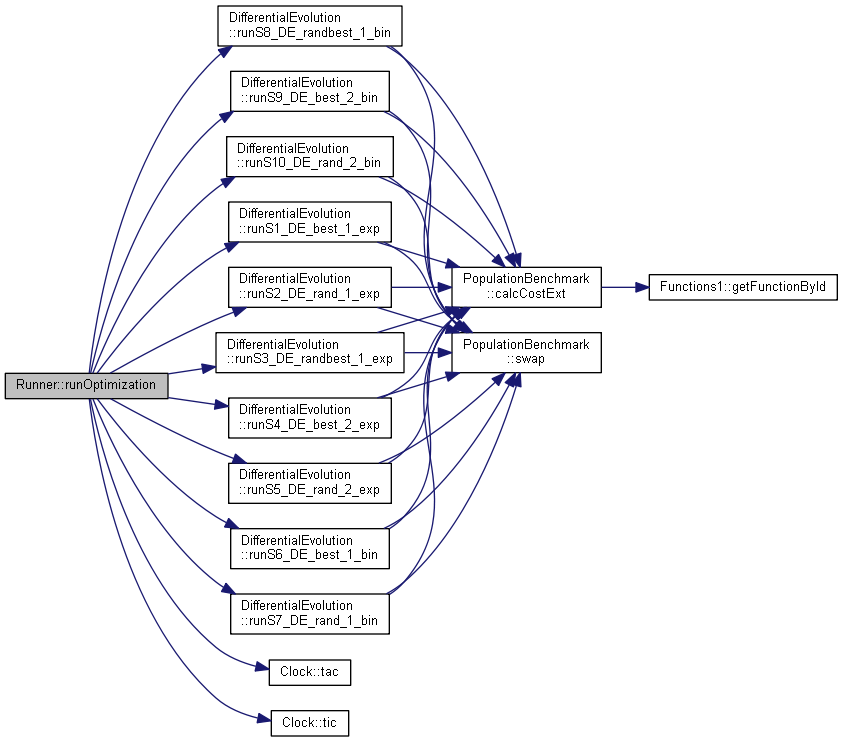 DifferentialEvolution
::runS8_DE_randbest_1_bin
DifferentialEvolution
::runS9_DE_best_2_bin
DifferentialEvolution
::runS10_DE_rand_2_bin
DifferentialEvolution
::runS1_DE_best_1_exp
DifferentialEvolution
::runS2_DE_rand_1_exp
DifferentialEvolution
::runS3_DE_randbest_1_exp
Runner::runOptimization
DifferentialEvolution
::runS4_DE_best_2_exp
DifferentialEvolution
::runS5_DE_rand_2_exp
DifferentialEvolution
::runS6_DE_best_1_bin
DifferentialEvolution
::runS7_DE_rand_1_bin
Clock::tac
Clock::tic
PopulationBenchmark
::calcCostExt
PopulationBenchmark
::swap
Functions1::getFunctionById